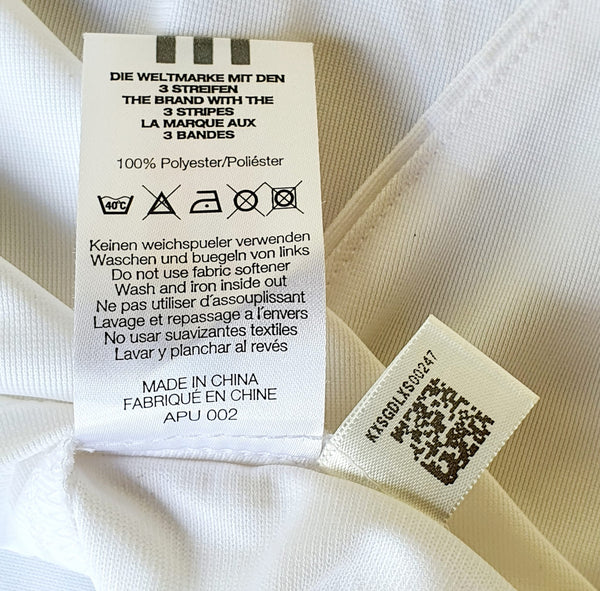 DIE WELTMARKE MIT DEN
3 STREIFEN
THE BRAND WITH THE
3 STRIPES
LA MARQUE AUX
3 BANDES
100% Polyester/Poliéster
40°C
Keinen weichspueler verwenden
Waschen und buegeln von links
Do not use fabric softener
Wash and iron inside out
Ne pas utiliser d´assouplissant
Lavage et repassage a l´envers
No usar suavizantes textiles
Lavar y planchar al revés
MADE IN CHINA
FABRIQUÉ EN CHINE
APU 002
KXSGDLXS00247